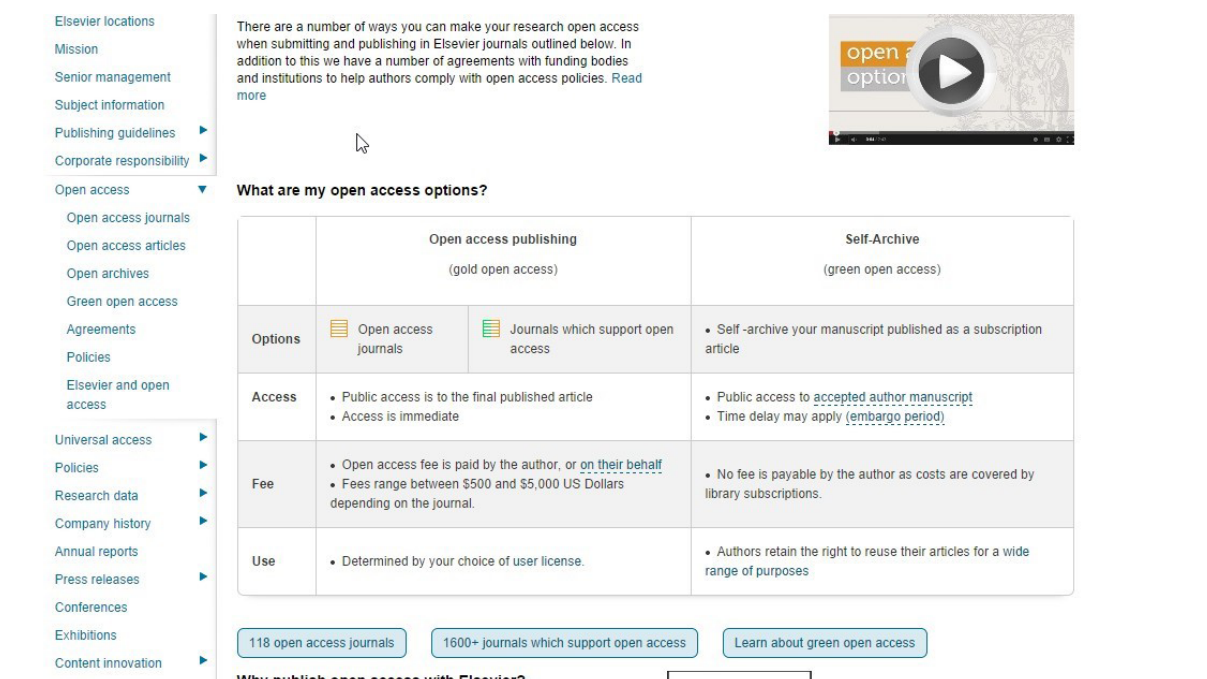 Elsevier locations
Mission
Senior management
Subject information
Publishing guidelines
Corporate responsibility
Open access
Open access journals
Open access articles
Open archives
Green open access
Agreements
Policies
Elsevier and open
access
Universal access
Policies
Research data
Company history
Annual reports
Press releases
Conferences
Exhibitions
Content innovation
There are a number of ways you can make your research open access
when submitting and publishing in Elsevier journals outlined below. In
addition to this we have a number of agreements with funding bodies
and institutions to help authors comply with open access policies. Read
more
open a
option
What are my open access options?
Open access publishing
(gold open access)
Self-Archive
(green open access)
Options
Open access
journals
Journals which support open
access
• Self -archive your manuscript published as a subscription
article
Access
• Public access is to the final published article
• Access is immediate
• Public access to accepted author manuscript
• Time delay may apply (embargo period)
Fee
• Open access fee is paid by the author, or on their behalf
• Fees range between $500 and $5,000 US Dollars
depending on the journal.
• No fee is payable by the author as costs are covered by
library subscriptions.
Use
• Determined by your choice of user license.
• Authors retain the right to reuse their articles for a wide
range of purposes
118 open access journals
1600+ journals which support open access
Learn about green open access
Why publish open access with Elsevier?